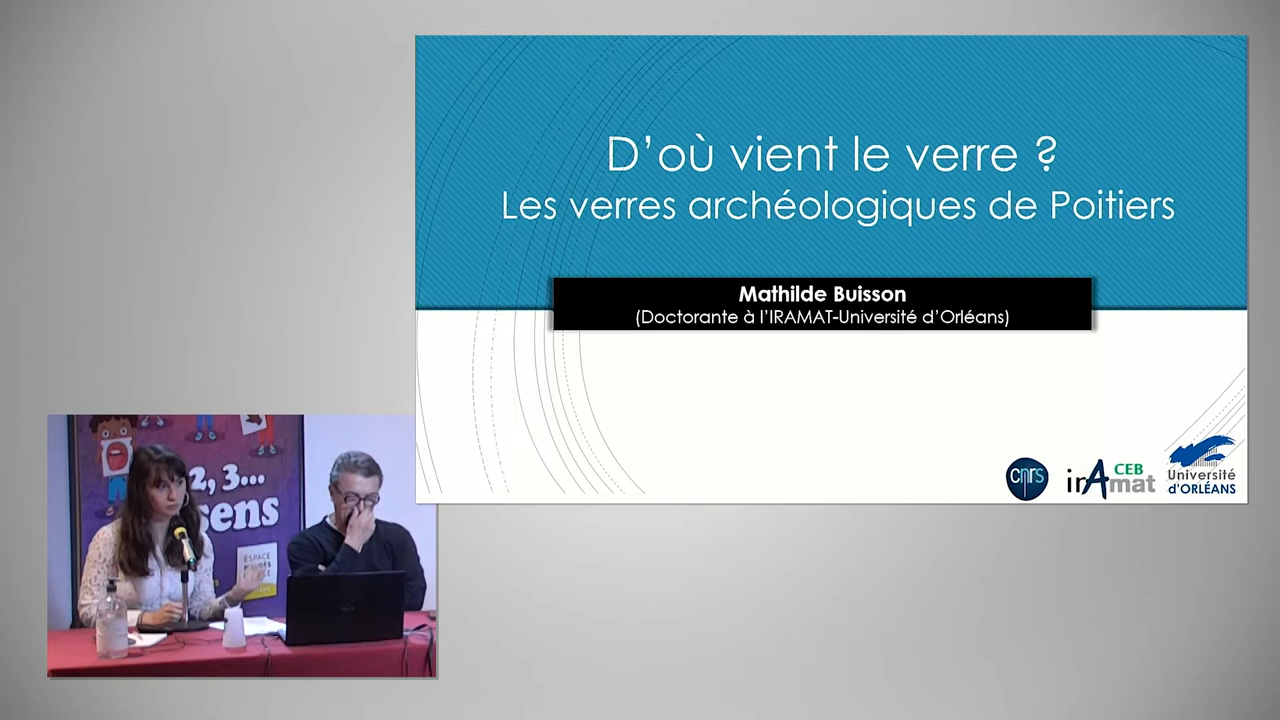 D’où vient le verre ?
Les verres archéologiques de Poitiers
Mathilde Buisson
(Doctorante à l’IRAMAT-Université d’Orléans)
cnrs
irAmat CEB
Université
d'ORLÉANS
2, 3...
sens
ESPACE